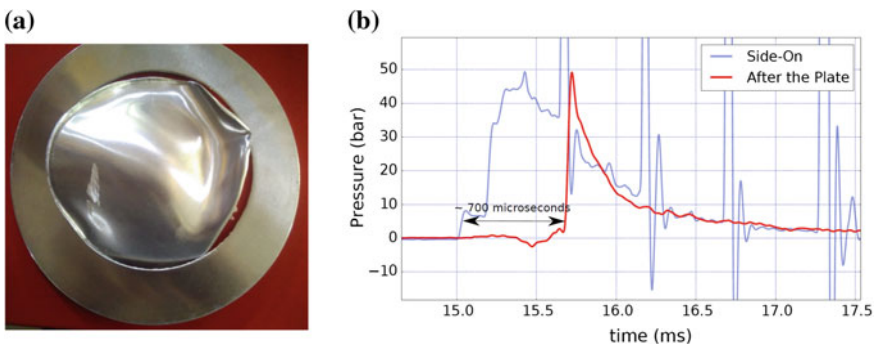 (a)
(b)
Side-On
After the Plate
Pressure (bar)
50
40
30
20
10
0
−10
~ 700 microseconds
15.0 15.5 16.0 16.5 17.0 17.5
time (ms)